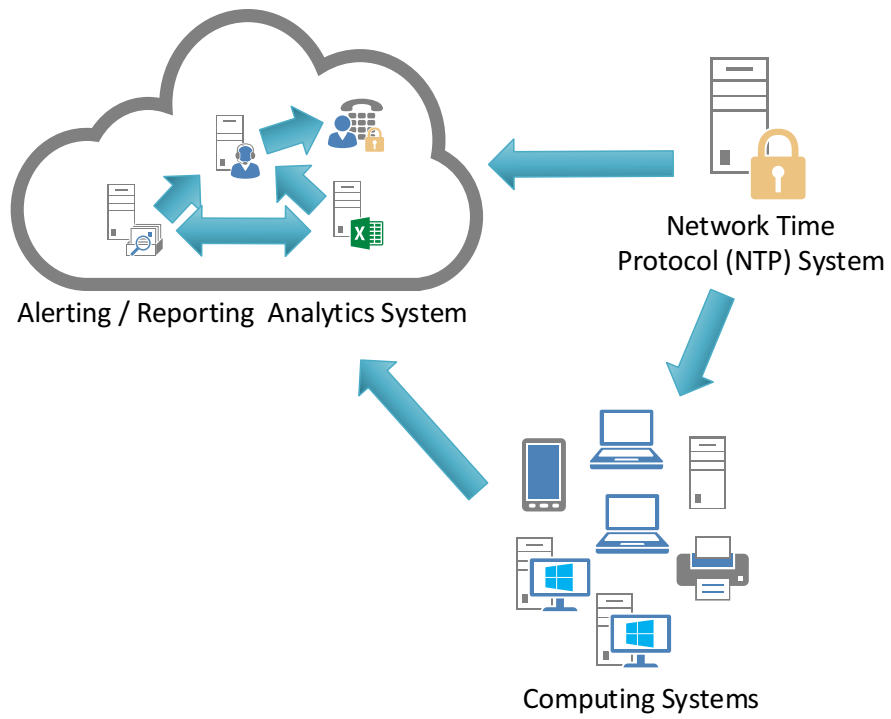 Network Time
Protocol (NTP) System
Alerting / Reporting  Analytics System
X
Computing Systems